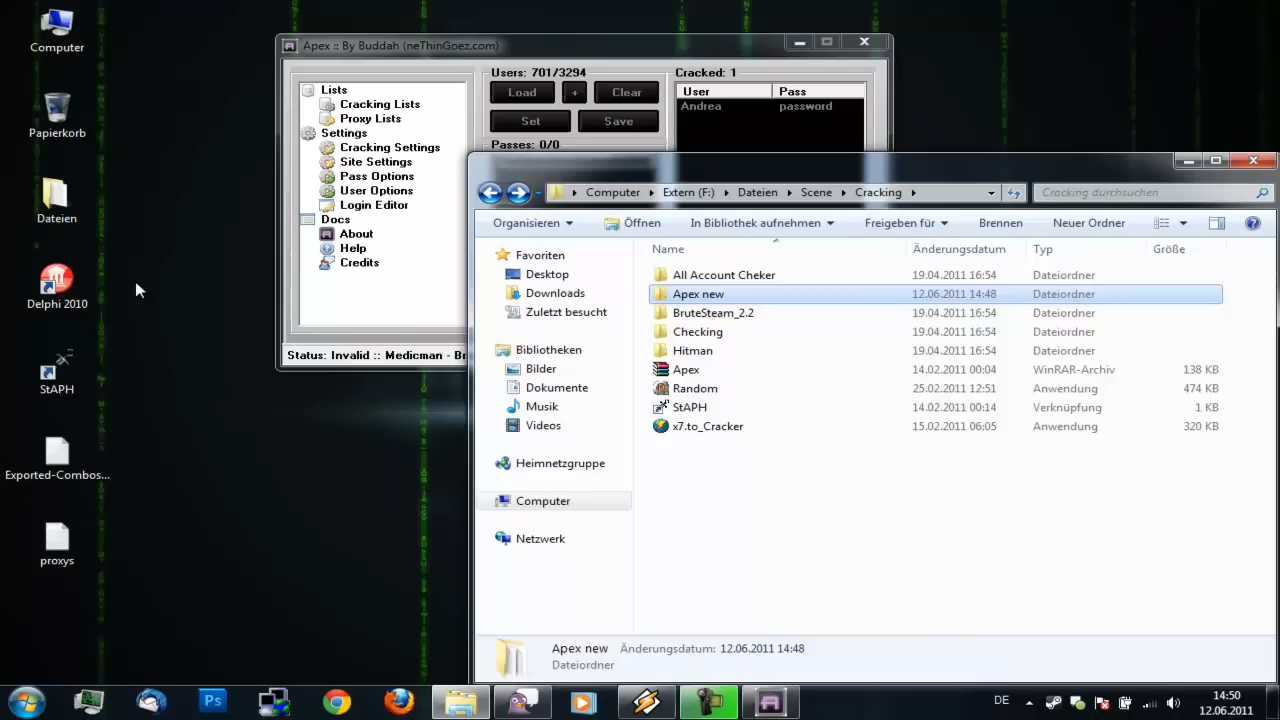 Computer
Papierkorb
Dateien
Delphi 2010
StAPH
Exported-Combos...
proxys
Apex :: By Buddah (neThinGoez.com)
Lists
Cracking Lists
Proxy Lists
Settings
Cracking Settings
Site Settings
Pass Options
User Options
Login Editor
Docs
About
Help
Credits
Users: 701/3294
Load + Clear
Set Save
Passes: 0/0
Cracked: 1
User Pass
Andrea password
Status: Invalid :: Medicman - Br
Computer Extern (F:) Dateien Scene Cracking
Cracking durchsuchen
Organisieren Öffnen In Bibliothek aufnehmen Freigeben für Brennen Neuer Ordner
Favoriten
Desktop
Downloads
Zuletzt besucht
Bibliotheken
Bilder
Dokumente
Musik
Videos
Heimnetzgruppe
Computer
Netzwerk
Name Änderungsdatum Typ Größe
All Account Cheker 19.04.2011 16:54 Dateiordner
Apex new 12.06.2011 14:48 Dateiordner
BruteSteam_2.2 19.04.2011 16:54 Dateiordner
Checking 19.04.2011 16:54 Dateiordner
Hitman 19.04.2011 16:54 Dateiordner
Apex 14.02.2011 00:04 WinRAR-Archiv 138 KB
Random 25.02.2011 12:51 Anwendung 474 KB
StAPH 14.02.2011 00:14 Verknüpfung 1 KB
x7.to_Cracker 15.02.2011 06:05 Anwendung 320 KB
Apex new Änderungsdatum: 12.06.2011 14:48
Dateiordner
Ps
DE
14:50
12.06.2011